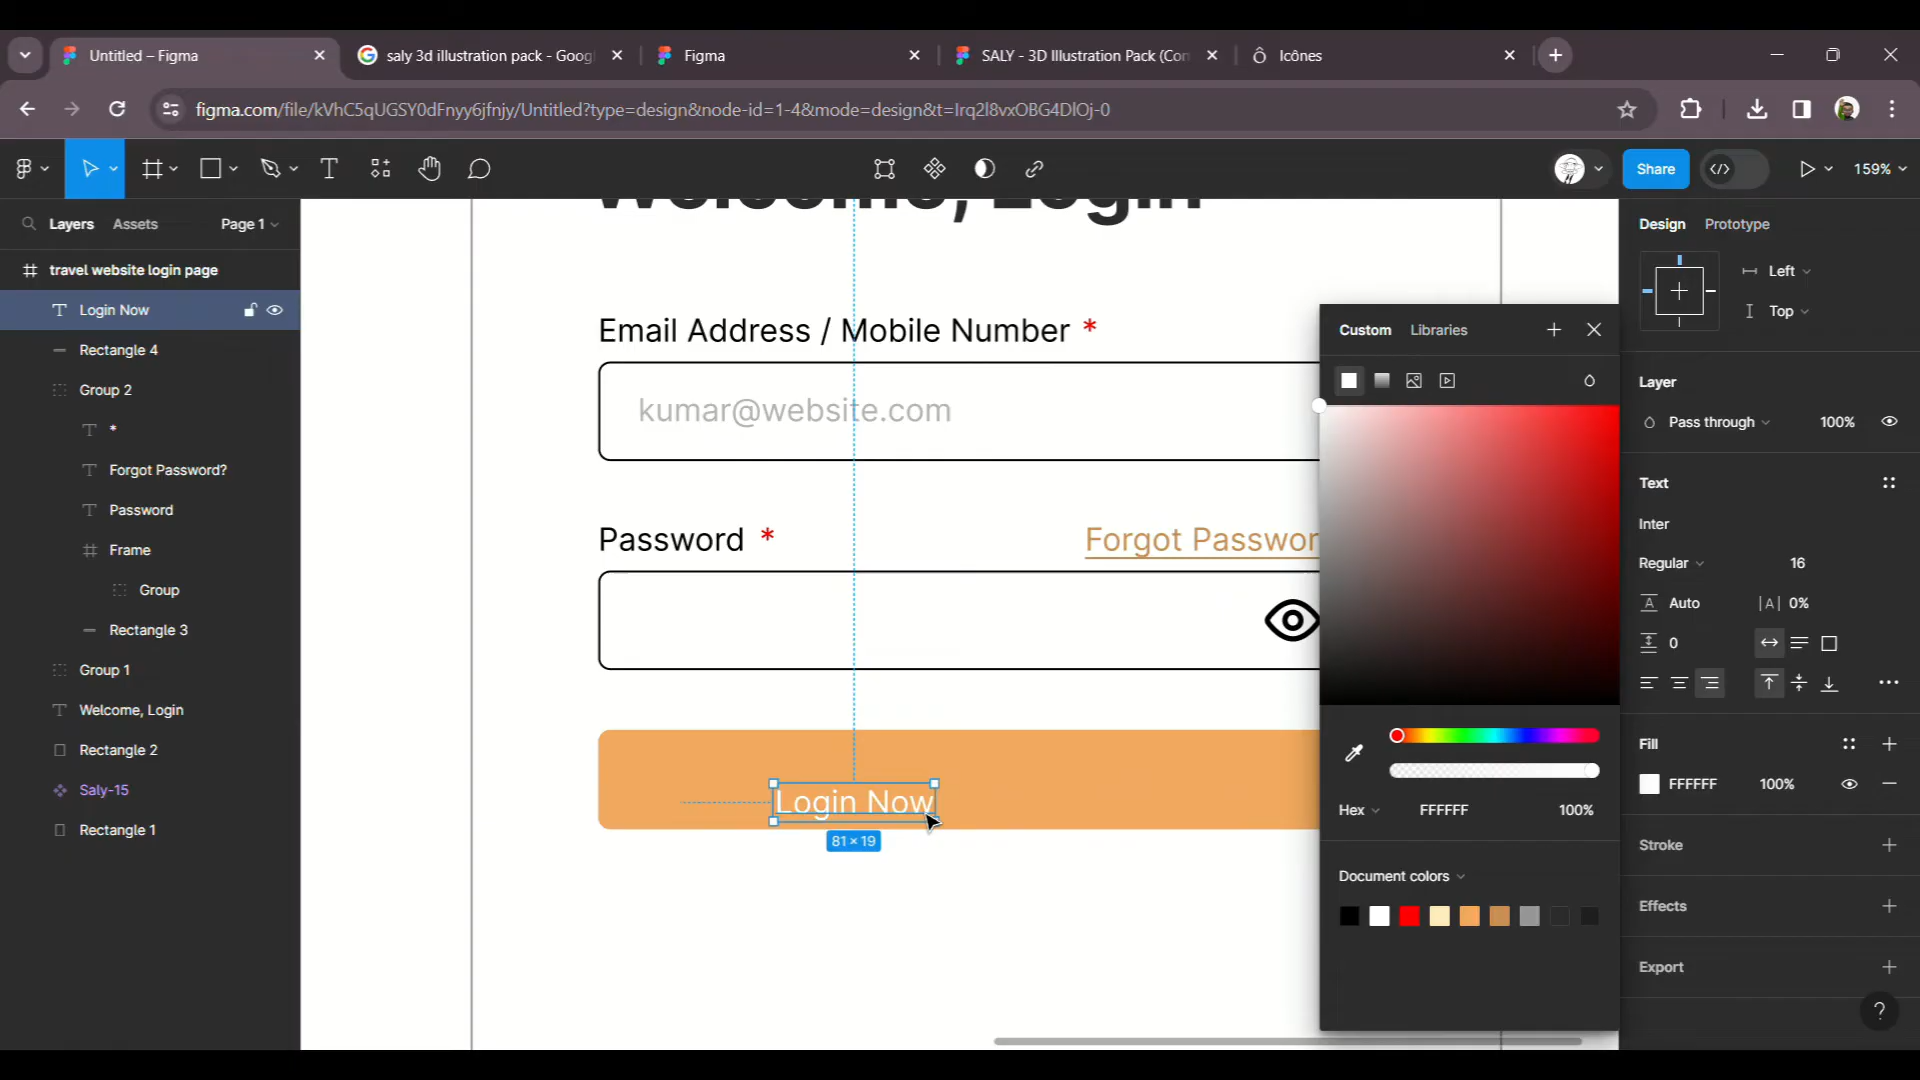 Untitled – Figma
saly 3d illustration pack - Goog
Figma
SALY - 3D Illustration Pack (Con
Icônes
figma.com/file/kVhC5qUGSY0dFnyy6jfnjy/Untitled?type=design&node-id=1-4&mode=design&t=Irq2l8vxOBG4DlOj-0
Share
159%
Layers
Assets
Page 1
travel website login page
Login Now
Rectangle 4
Group 2
*
Forgot Password?
Password
Frame
Group
Rectangle 3
Group 1
Welcome, Login
Rectangle 2
Saly-15
Rectangle 1
Welcome, Login
Email Address / Mobile Number *
kumar@website.com
Password *
Forgot Passwor
Login Now
81 × 19
Custom
Libraries
Hex
FFFFFF
100%
Document colors
Design
Prototype
Left
Top
Layer
Pass through
100%
Text
Inter
Regular
16
Auto
0%
0
Fill
FFFFFF
100%
Stroke
Effects
Export
?